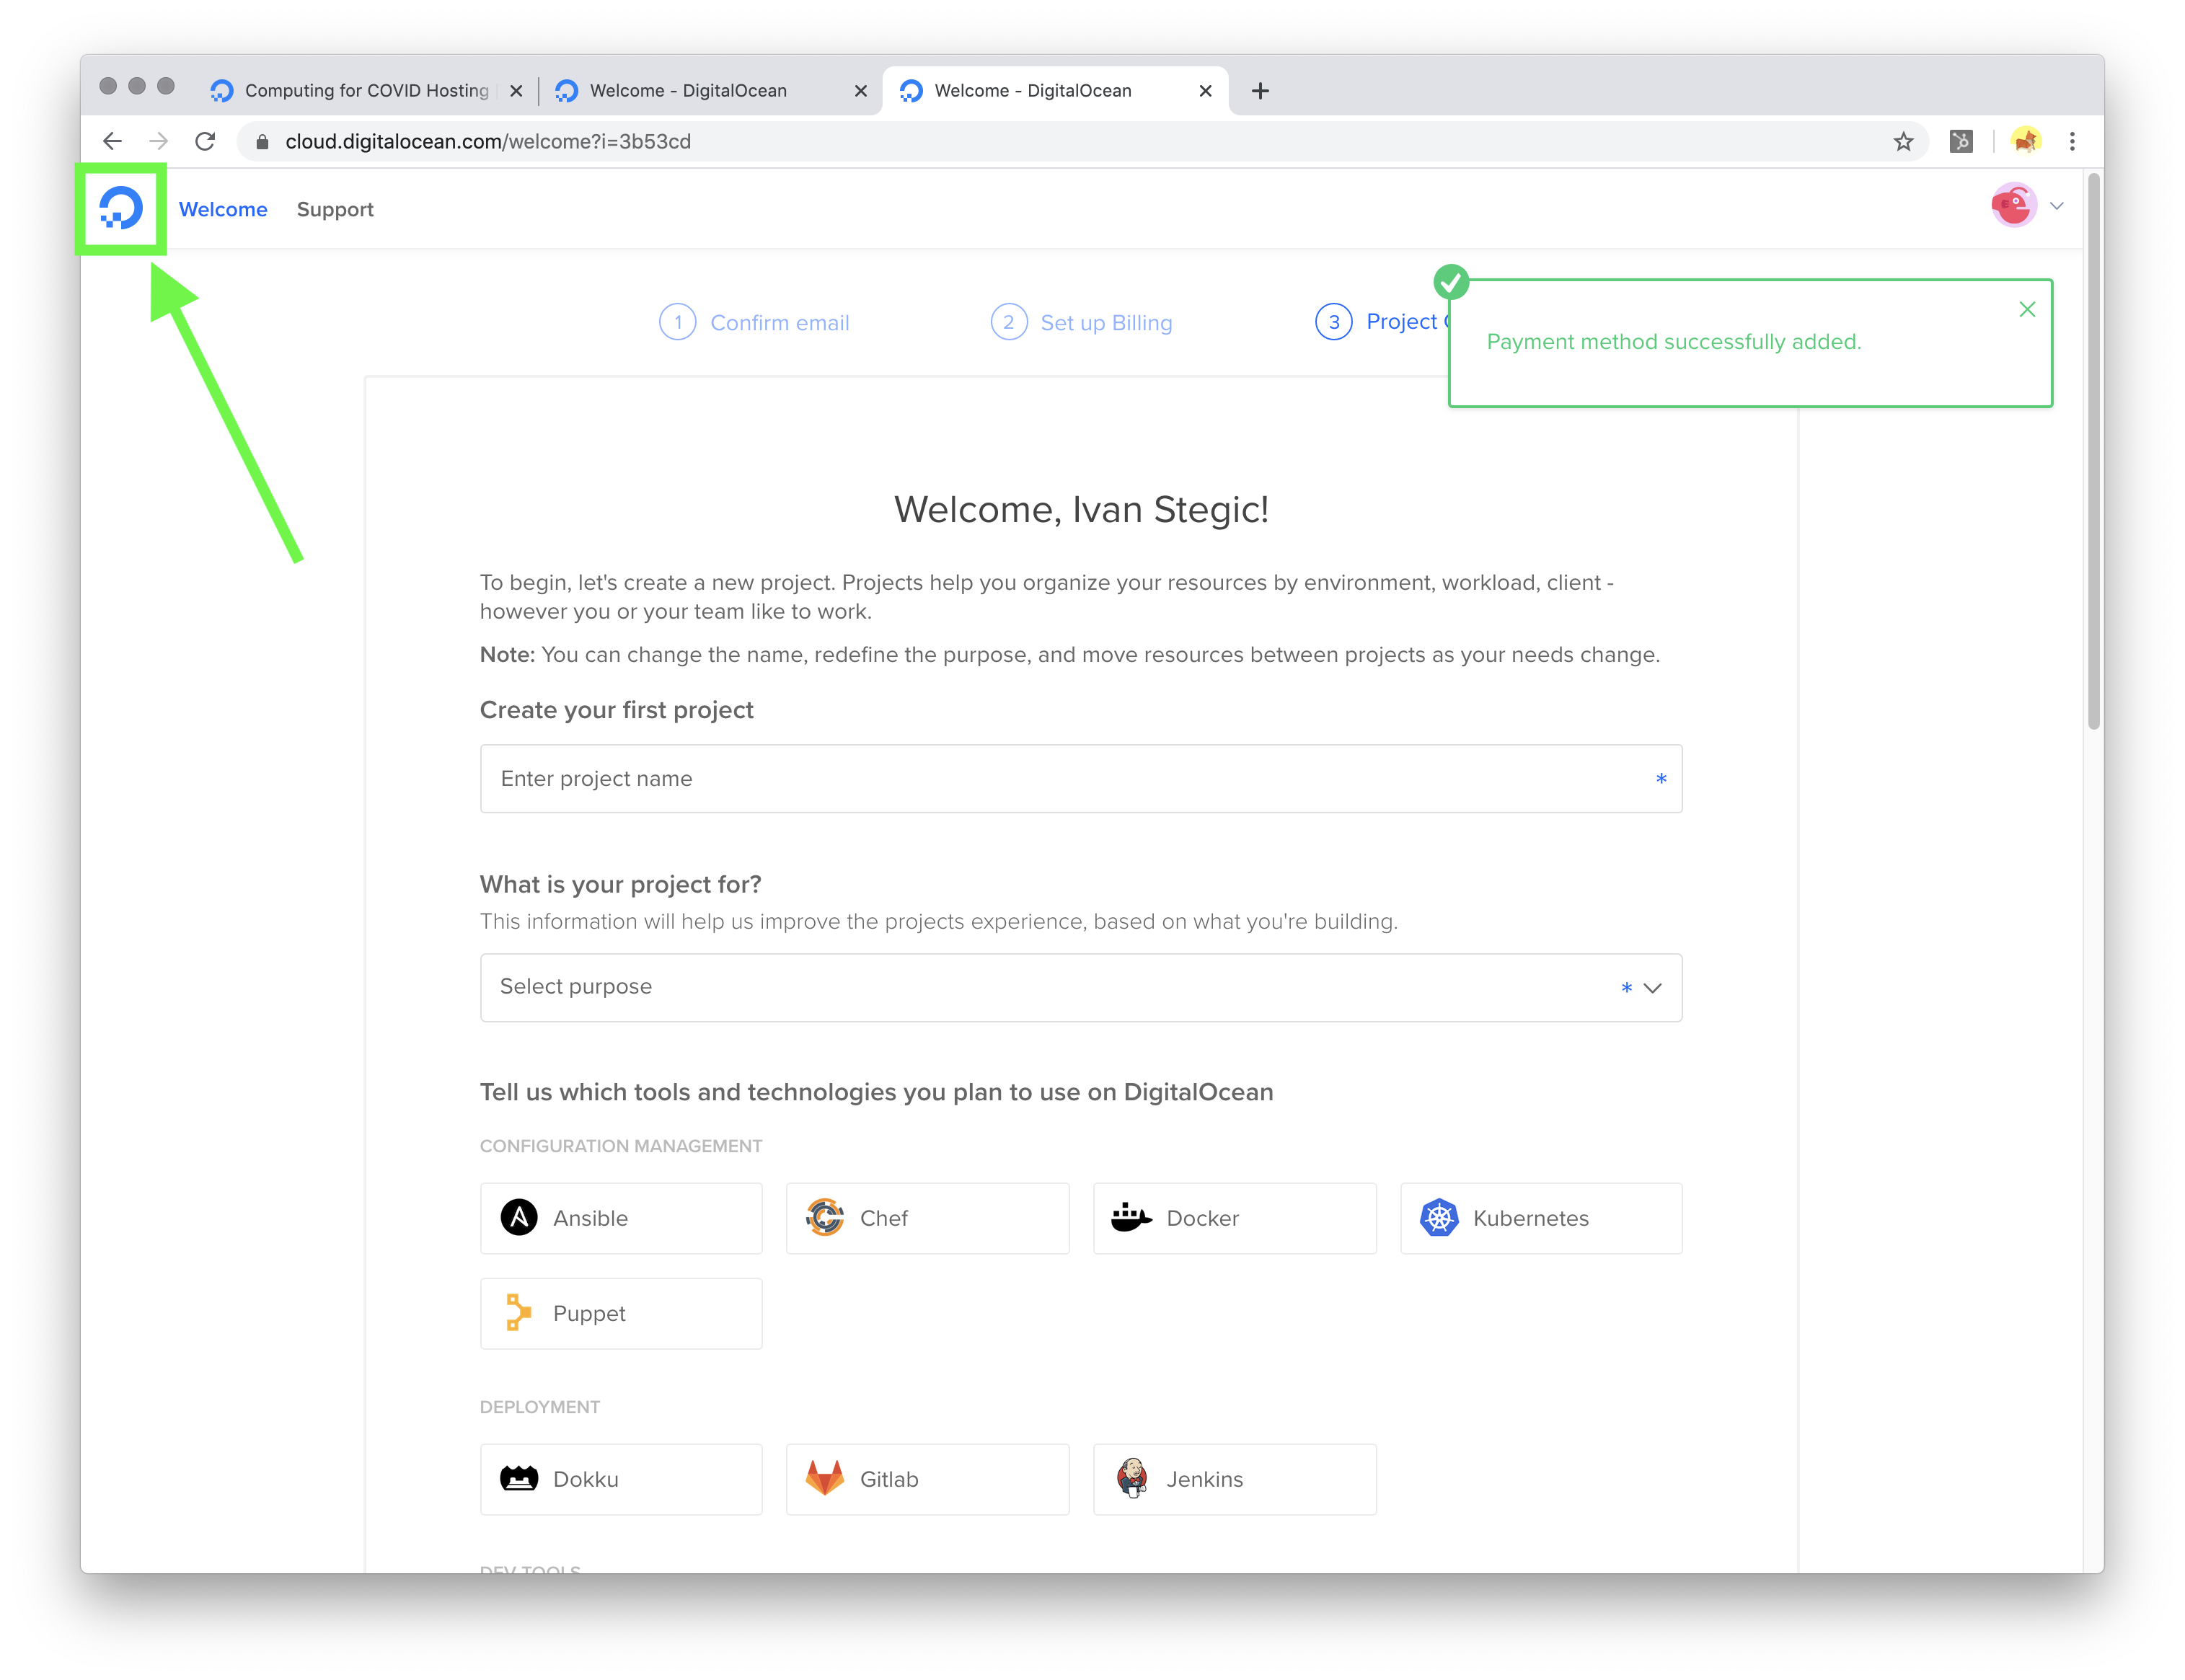 Computing for COVID Hosting
Welcome - DigitalOcean
Welcome - DigitalOcean
cloud.digitalocean.com/welcome?i=3b53cd
Welcome
Support
1 Confirm email
2 Set up Billing
3 Project
Payment method successfully added.
Welcome, Ivan Stegic!
To begin, let's create a new project. Projects help you organize your resources by environment, workload, client -
however you or your team like to work.
Note: You can change the name, redefine the purpose, and move resources between projects as your needs change.
Create your first project
Enter project name *
What is your project for?
This information will help us improve the projects experience, based on what you're building.
Select purpose *
Tell us which tools and technologies you plan to use on DigitalOcean
CONFIGURATION MANAGEMENT
Ansible
Chef
Docker
Kubernetes
Puppet
DEPLOYMENT
Dokku
Gitlab
Jenkins
DEV TOOLS